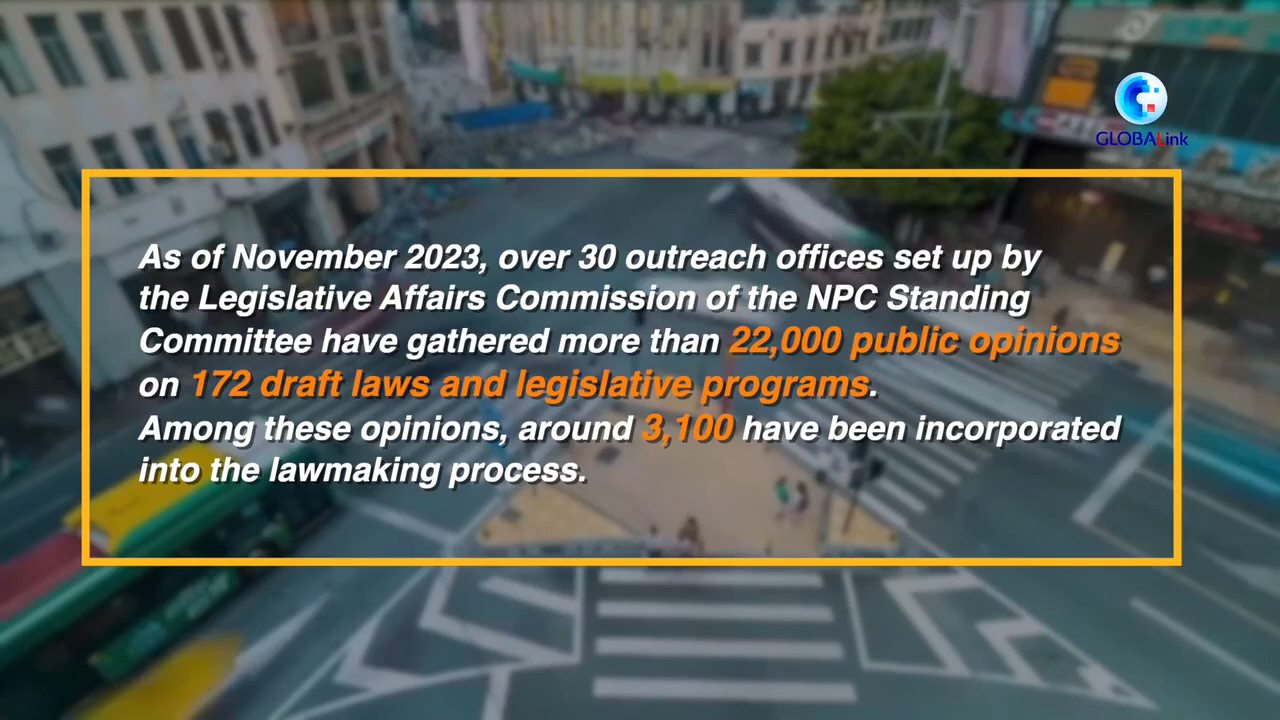 GLOBALink
As of November 2023, over 30 outreach offices set up by
the Legislative Affairs Commission of the NPC Standing
Committee have gathered more than 22,000 public opinions
on 172 draft laws and legislative programs.
Among these opinions, around 3,100 have been incorporated
into the lawmaking process.